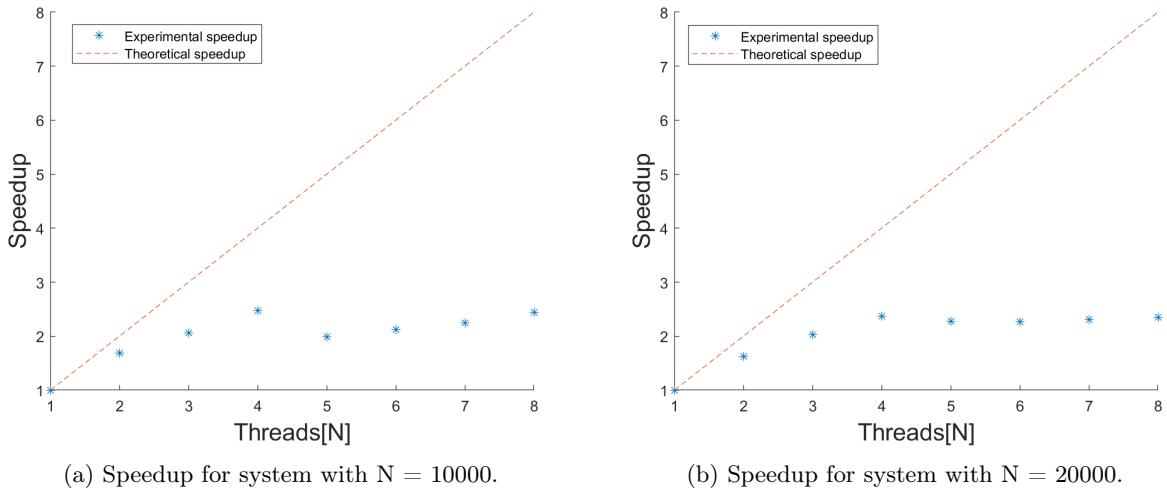 8
7
6
5
4
3
2
1
Speedup
Experimental speedup
Theoretical speedup
1 2 3 4 5 6 7 8
Threads[N]
(a) Speedup for system with N = 10000.
8
7
6
5
4
3
2
1
Speedup
Experimental speedup
Theoretical speedup
1 2 3 4 5 6 7 8
Threads[N]
(b) Speedup for system with N = 20000.